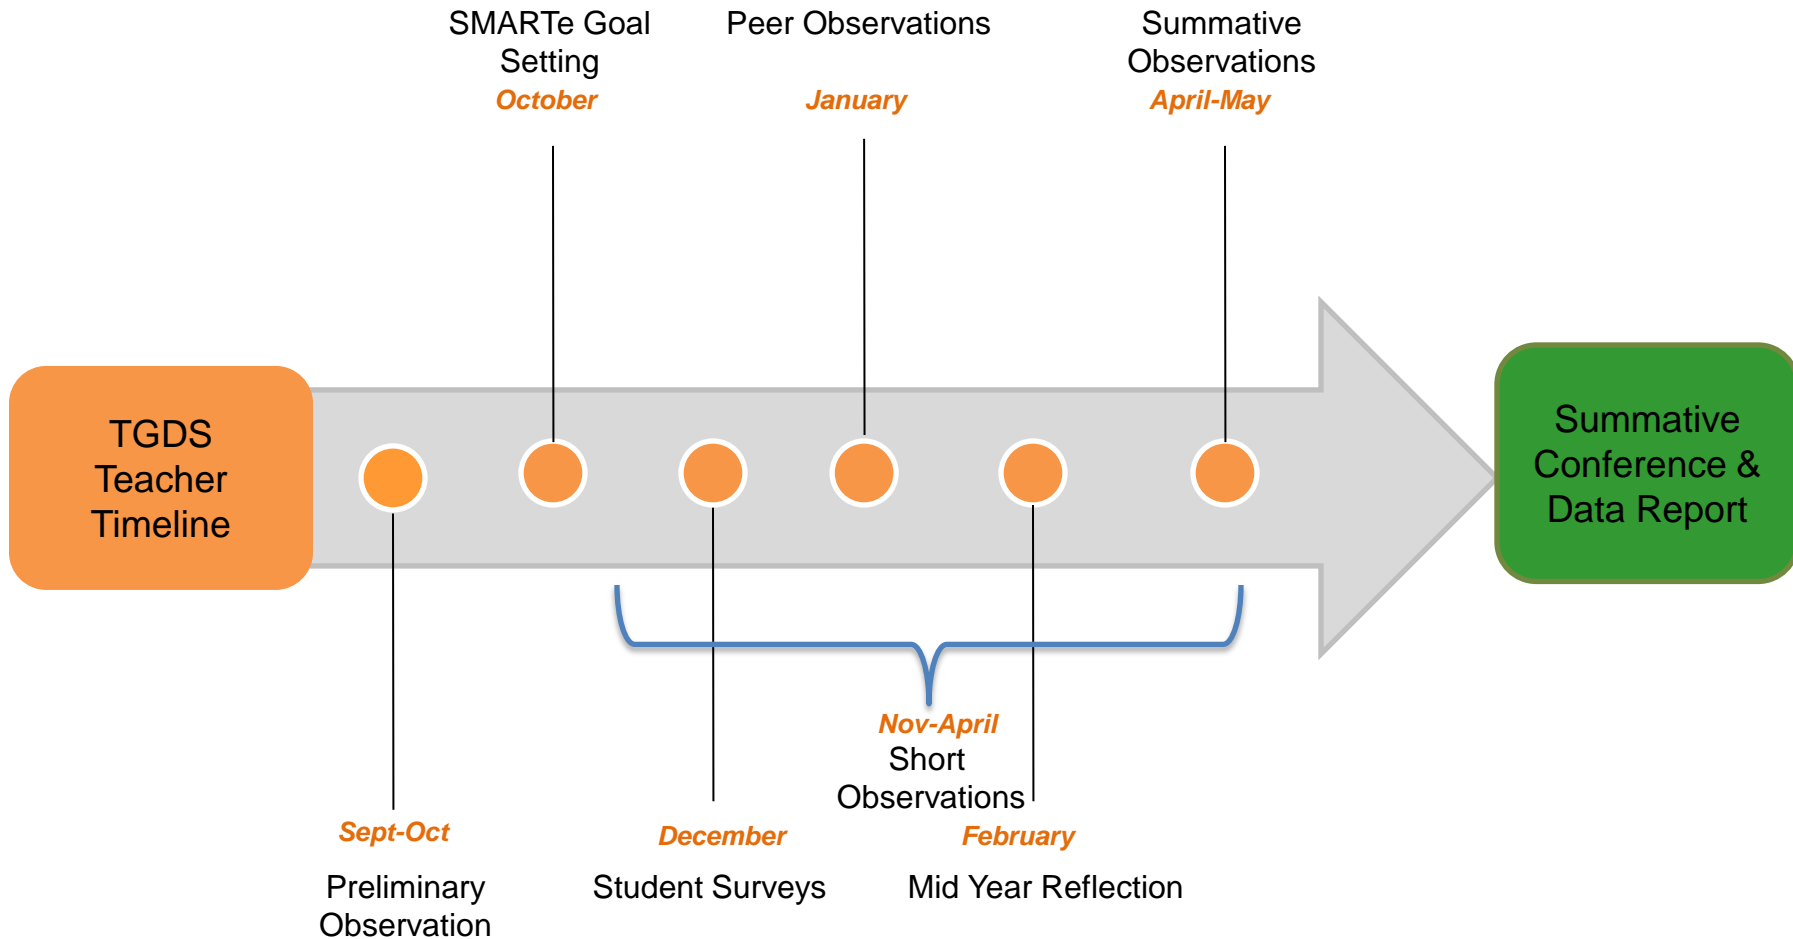 SMARTe Goal
Setting
October
Peer Observations
January
Summative
Observations
April-May
TGDS
Teacher
Timeline
Summative
Conference &
Data Report
Nov-April
Short
Observations
Sept-Oct
Preliminary
Observation
December
Student Surveys
February
Mid Year Reflection